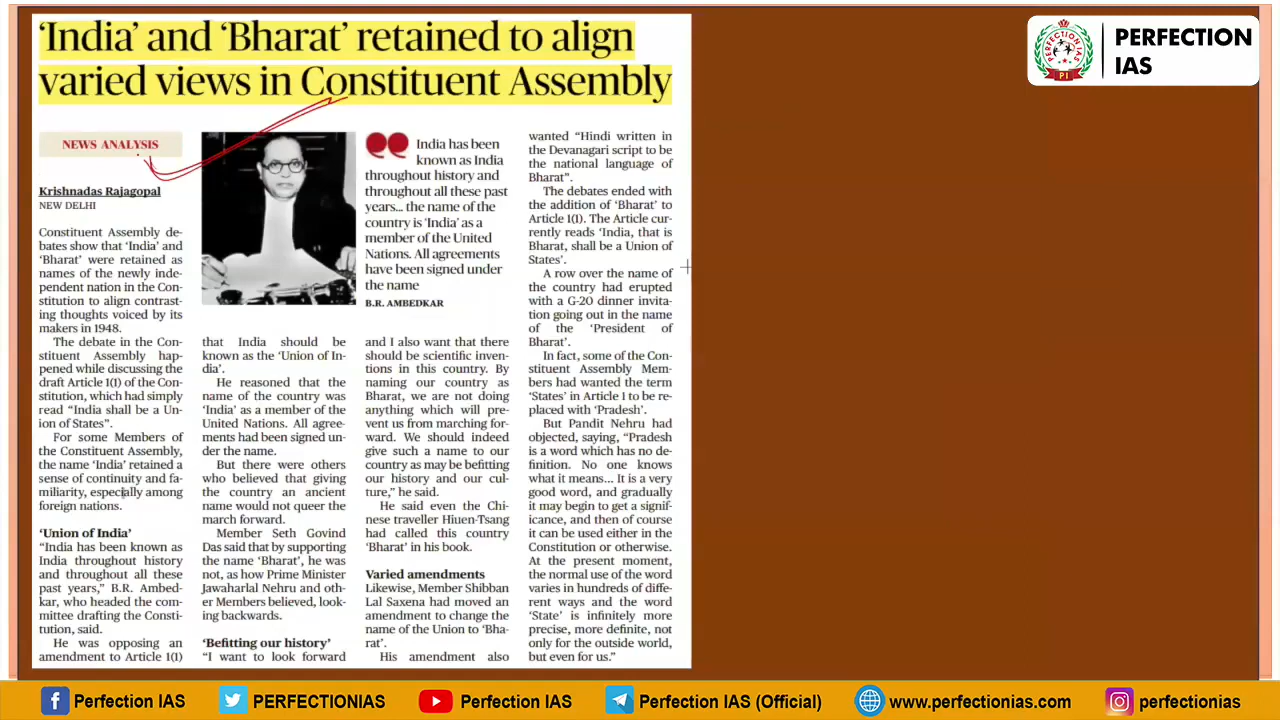 'India' and 'Bharat' retained to align
varied views in Constituent Assembly
NEWS ANALYSIS
Krishnadas Rajagopal
NEW DELHI
Constituent Assembly de-
bates show that 'India' and
'Bharat' were retained as
names of the newly inde-
pendent nation in the Con-
stitution to align contrast-
ing thoughts voiced by its
makers in 1948.
The debate in the Con-
stituent Assembly hap-
pened while discussing the
draft Article 1(1) of the Con-
stitution, which had simply
read "India shall be a Un-
ion of States".
For some Members of
the Constituent Assembly,
the name 'India' retained a
sense of continuity and fa-
miliarity, especially among
foreign nations.
'Union of India'
"India has been known as
India throughout history
and throughout all these
past years," B.R. Ambed-
kar, who headed the com-
mittee drafting the Consti-
tution, said.
He was opposing an
amendment to Article 1(1)
that India should be
known as the 'Union of In-
dia'.
He reasoned that the
name of the country was
'India' as a member of the
United Nations. All agree-
ments had been signed un-
der the name.
But there were others
who believed that giving
the country an ancient
name would not queer the
march forward.
Member Seth Govind
Das said that by supporting
the name 'Bharat', he was
not, as how Prime Minister
Jawaharlal Nehru and oth-
er Members believed, look-
ing backwards.
'Befitting our history'
"I want to look forward
India has been
known as India
throughout history and
throughout all these past
years... the name of the
country is 'India' as a
member of the United
Nations. All agreements
have been signed under
the name
B.R. AMBEDKAR
and I also want that there
should be scientific inven-
tions in this country. By
naming our country as
Bharat, we are not doing
anything which will pre-
vent us from marching for-
ward. We should indeed
give such a name to our
country as may be befitting
our history and our cul-
ture," he said.
He said even the Chi-
nese traveller Hiuen-Tsang
had called this country
'Bharat' in his book.
Varied amendments
Likewise, Member Shibban
Lal Saxena had moved an
amendment to change the
name of the Union to 'Bha-
rat'.
His amendment also
wanted "Hindi written in
the Devanagari script to be
the national language of
Bharat".
The debates ended with
the addition of 'Bharat' to
Article 1(1). The Article cur-
rently reads 'India, that is
Bharat, shall be a Union of
States'.
A row over the name of
the country had erupted
with a G-20 dinner invita-
tion going out in the name
of the 'President of
Bharat'.
In fact, some of the Con-
stituent Assembly Mem-
bers had wanted the term
'States' in Article 1 to be re-
placed with 'Pradesh'.
But Pandit Nehru had
objected, saying, "Pradesh
is a word which has no de-
finition. No one knows
what it means... It is a very
good word, and gradually
it may begin to get a signif-
icance, and then of course
it can be used either in the
Constitution or otherwise.
At the present moment,
the normal use of the word
varies in hundreds of diffe-
rent ways and the word
'State' is infinitely more
precise, more definite, not
only for the outside world,
but even for us."
PERFECTION IAS
PI
PERFECTION
IAS
Perfection IAS
PERFECTIONIAS
Perfection IAS
Perfection IAS (Official)
www.perfectionias.com
perfectionias